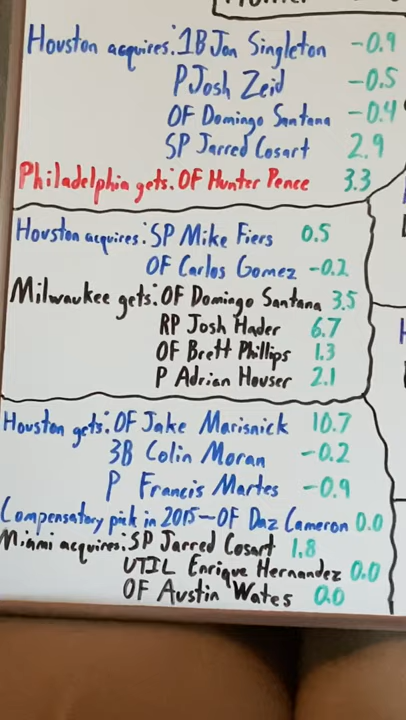 Houston acquires: 1B Jon Singleton -0.9
P Josh Zeid -0.5
OF Domingo Santana -0.4
SP Jarred Cosart 2.9
Philadelphia gets: OF Hunter Pence 3.3
Houston acquires: SP Mike Fiers 0.5
OF Carlos Gomez -0.2
Milwaukee gets: OF Domingo Santana 3.5
RP Josh Hader 6.7
OF Brett Phillips 1.3
P Adrian Houser 2.1
Houston gets: OF Jake Marisnick 10.7
3B Colin Moran -0.2
P Francis Martes -0.9
Compensatory pick in 2015-OF Daz Cameron 0.0
Miami acquires: SP Jarred Cosart 1.8
UTIL Enrique Hernandez 0.0
OF Austin Wates 0.0